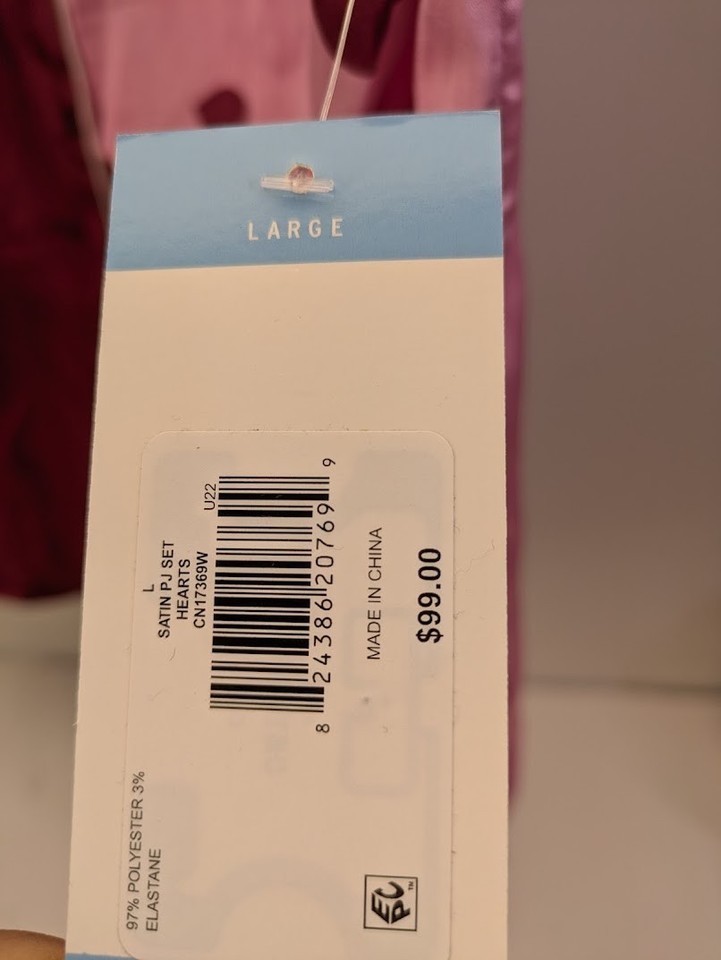 LARGE
L
SATIN PJ SET
HEARTS
CN17369W
U22
8 24386 20769 9
MADE IN CHINA
$99.00
97% POLYESTER 3%
ELASTANE
EPC™